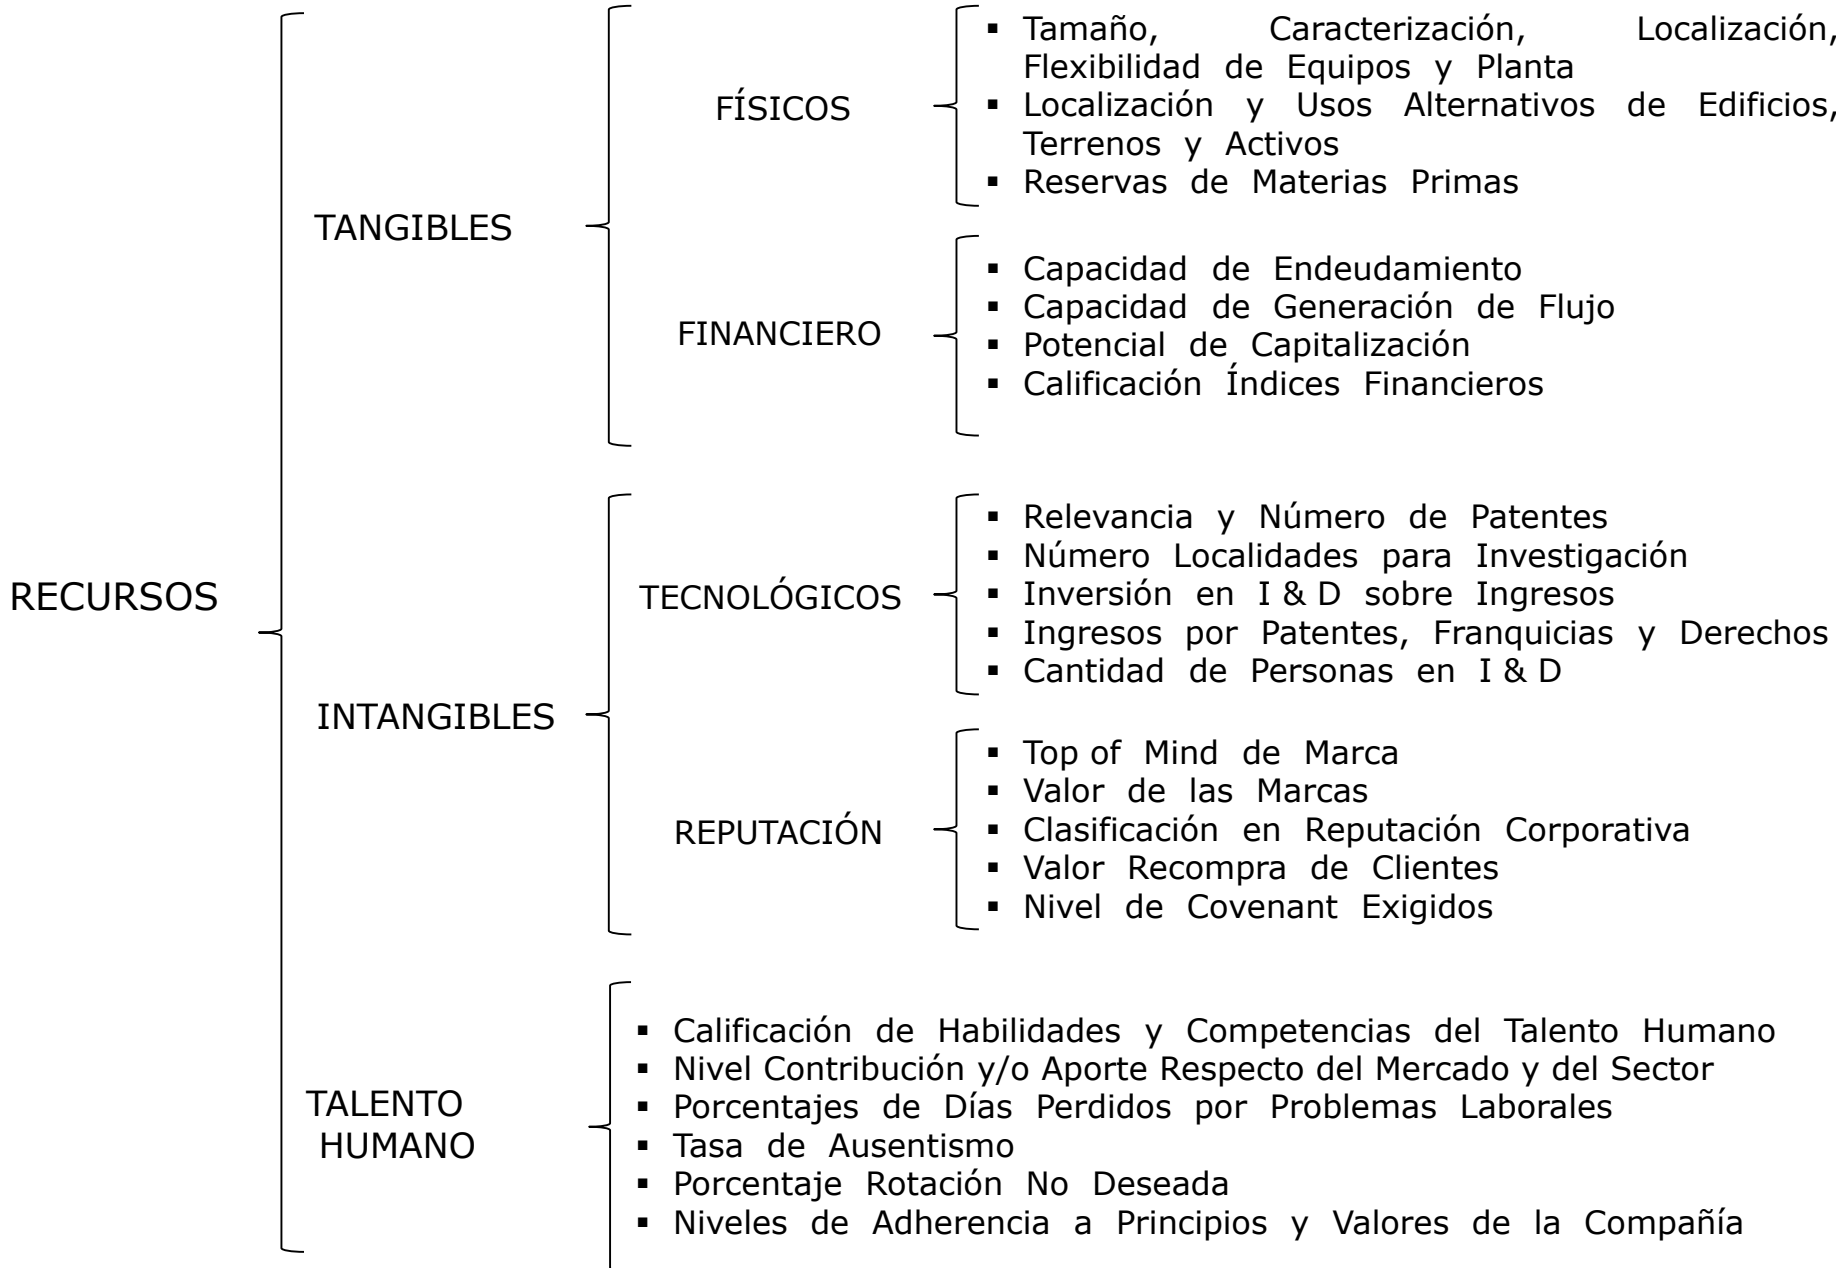 RECURSOS
TANGIBLES
FÍSICOS
▪ Tamaño, Caracterización, Localización,
Flexibilidad de Equipos y Planta
▪ Localización y Usos Alternativos de Edificios,
Terrenos y Activos
▪ Reservas de Materias Primas
FINANCIERO
▪ Capacidad de Endeudamiento
▪ Capacidad de Generación de Flujo
▪ Potencial de Capitalización
▪ Calificación Índices Financieros
INTANGIBLES
TECNOLÓGICOS
▪ Relevancia y Número de Patentes
▪ Número Localidades para Investigación
▪ Inversión en I & D sobre Ingresos
▪ Ingresos por Patentes, Franquicias y Derechos
▪ Cantidad de Personas en I & D
REPUTACIÓN
▪ Top of Mind de Marca
▪ Valor de las Marcas
▪ Clasificación en Reputación Corporativa
▪ Valor Recompra de Clientes
▪ Nivel de Covenant Exigidos
TALENTO
HUMANO
▪ Calificación de Habilidades y Competencias del Talento Humano
▪ Nivel Contribución y/o Aporte Respecto del Mercado y del Sector
▪ Porcentajes de Días Perdidos por Problemas Laborales
▪ Tasa de Ausentismo
▪ Porcentaje Rotación No Deseada
▪ Niveles de Adherencia a Principios y Valores de la Compañía